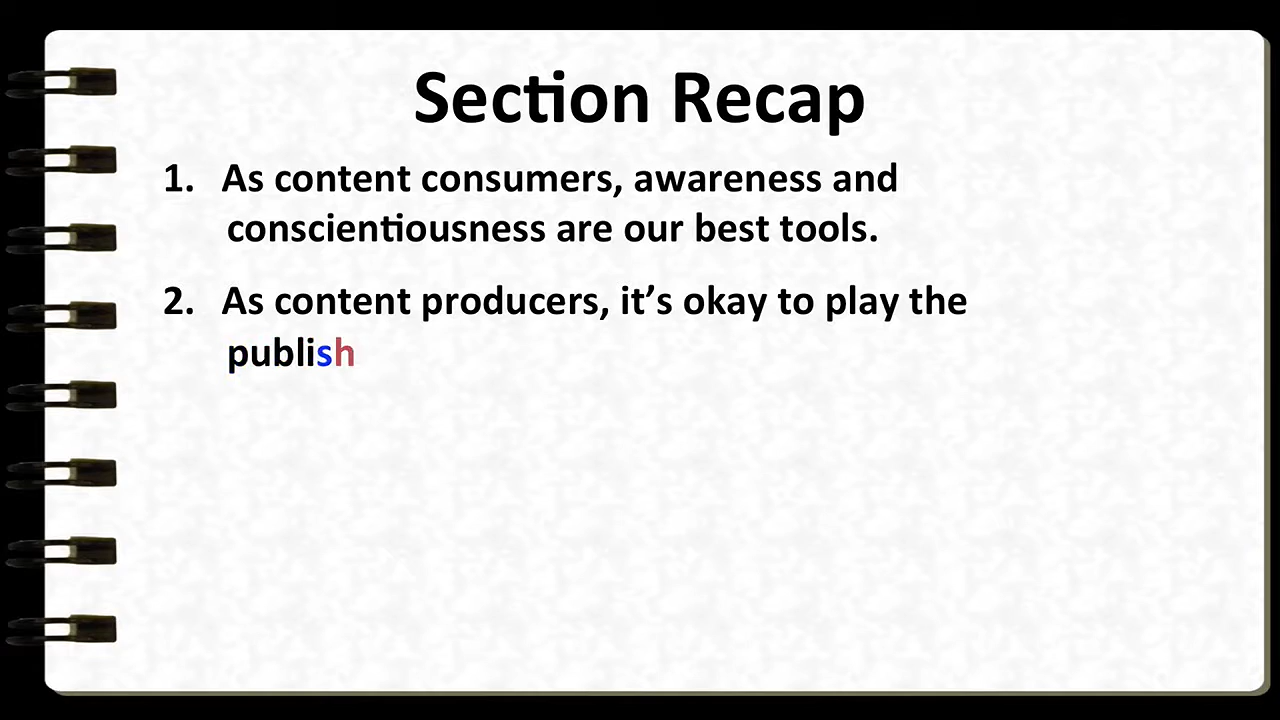 Section Recap
1. As content consumers, awareness and
conscientiousness are our best tools.
2. As content producers, it’s okay to play the
publish